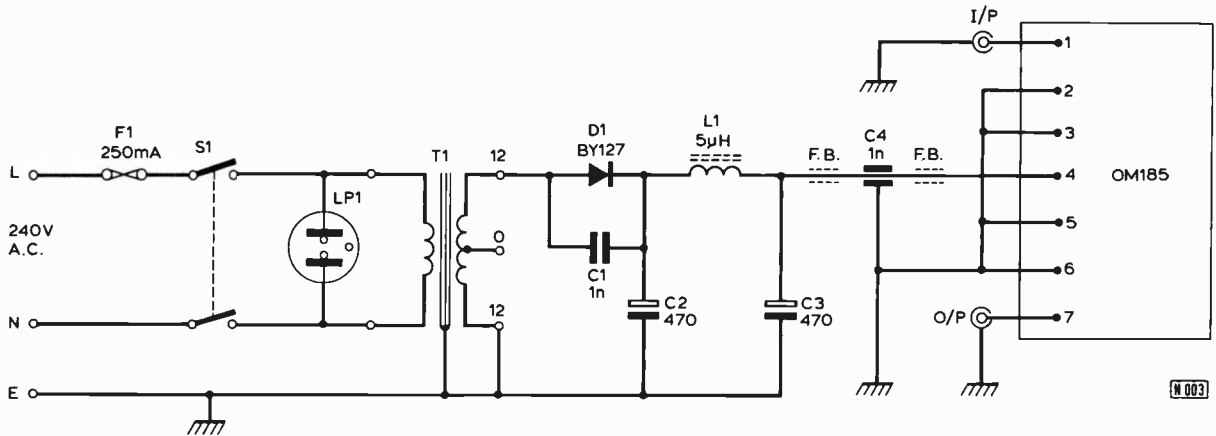 I/P
1
2
3
4
5
6
7
OM185
O/P
F1
250mA
S1
L
240V
A.C.
N
E
LP1
T1
12
0
12
D1
BY127
C1
1n
C2
470
L1
5µH
C3
470
F.B.
C4
1n
F.B.
N003